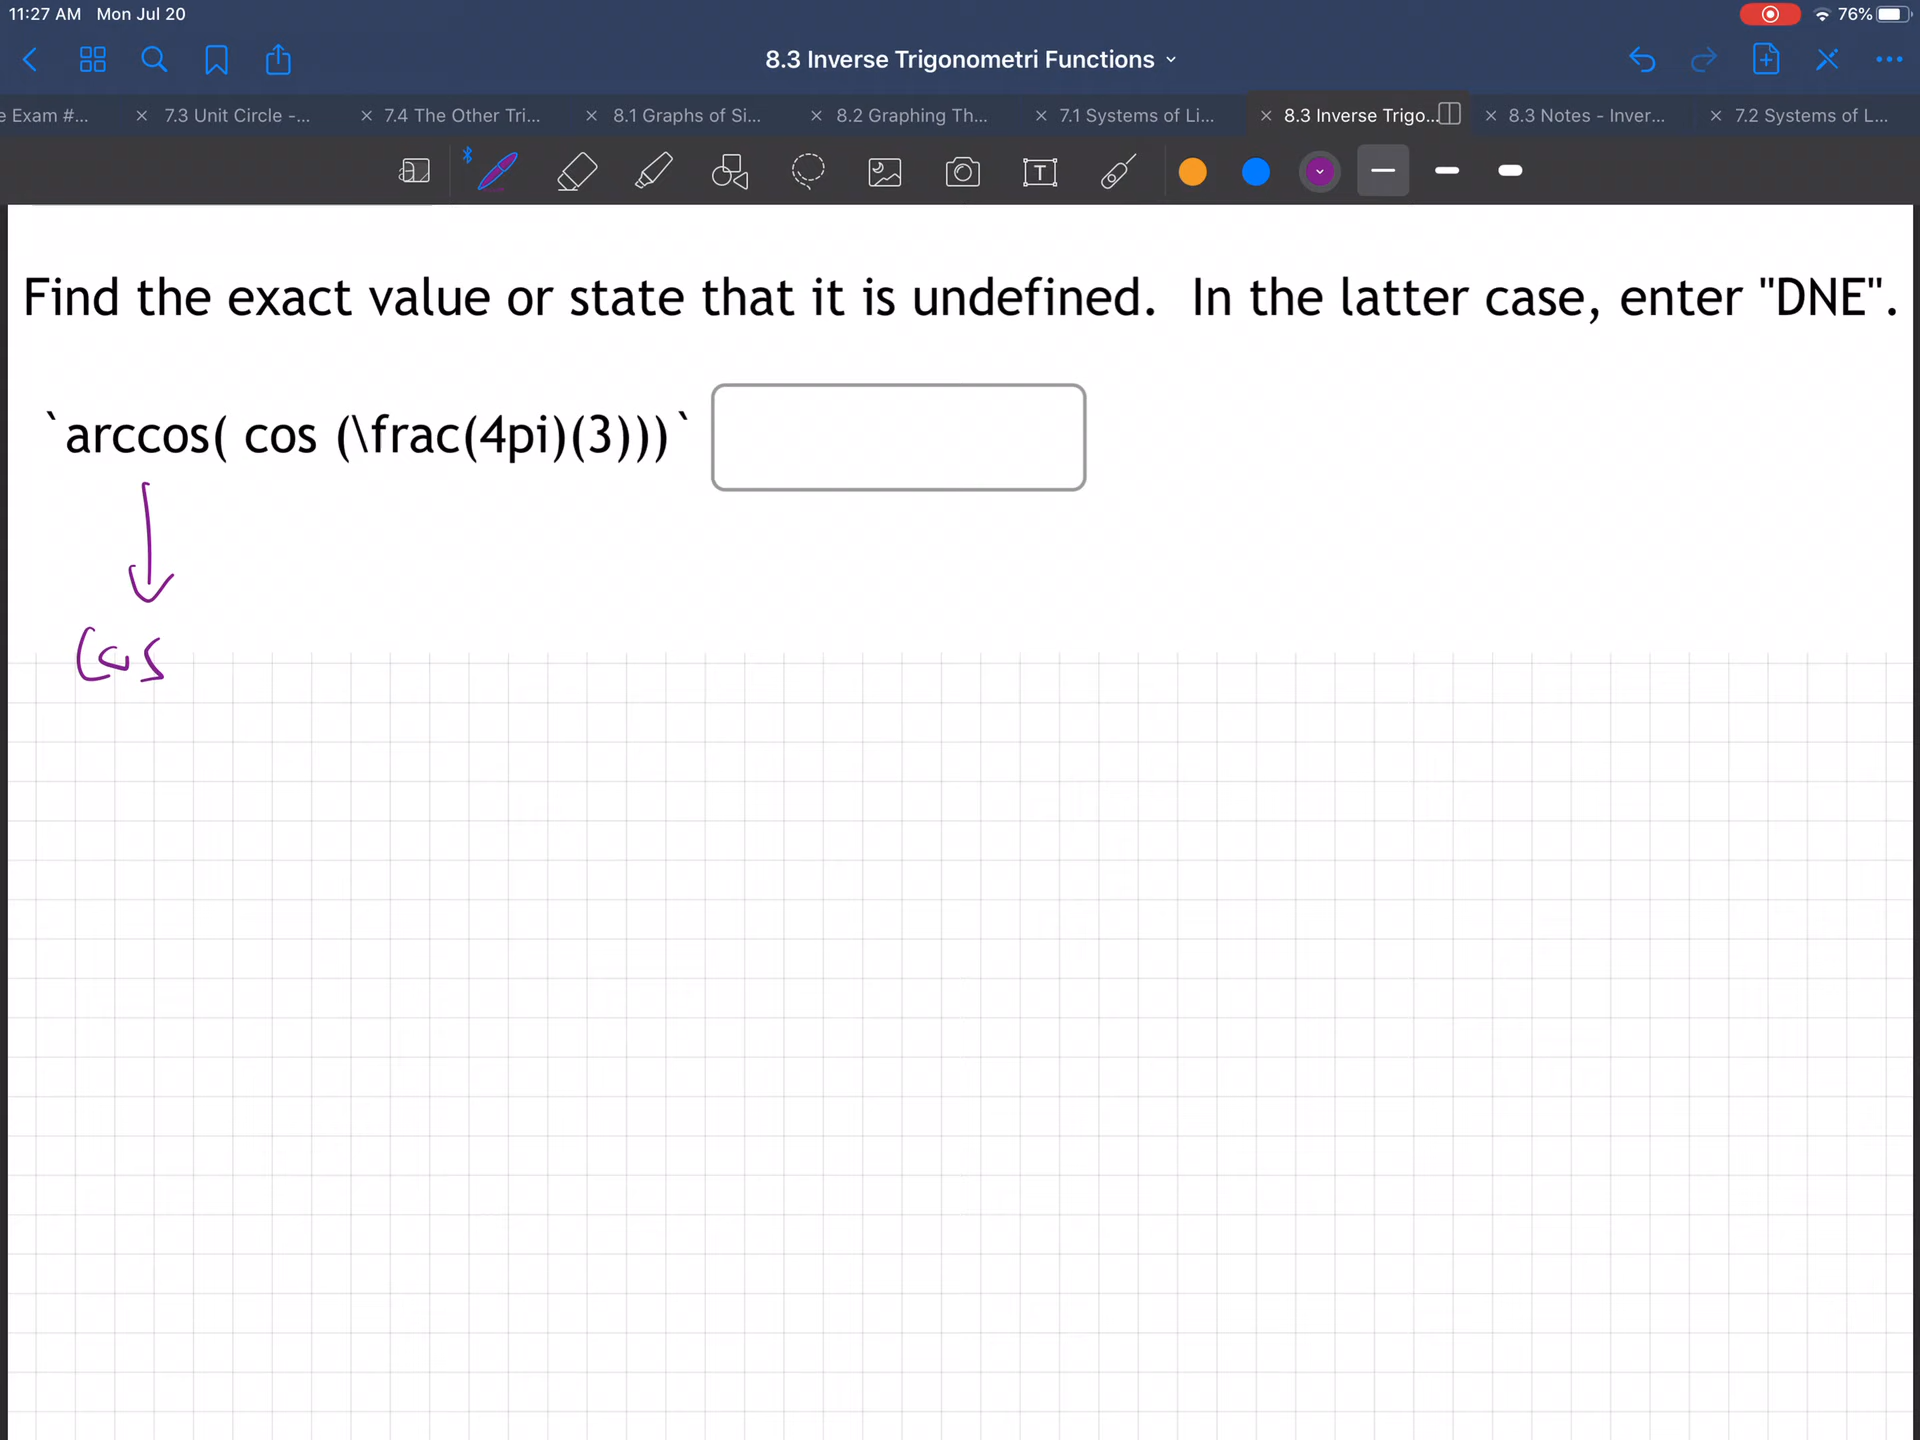 11:27 AM Mon Jul 20
76%
8.3 Inverse Trigonometri Functions
e Exam #...
7.3 Unit Circle -...
7.4 The Other Tri...
8.1 Graphs of Si...
8.2 Graphing Th...
7.1 Systems of Li...
8.3 Inverse Trigo...
8.3 Notes - Inver...
7.2 Systems of L...
T
Find the exact value or state that it is undefined. In the latter case, enter "DNE".
`arccos( cos (\frac(4pi)(3)))`
Cos